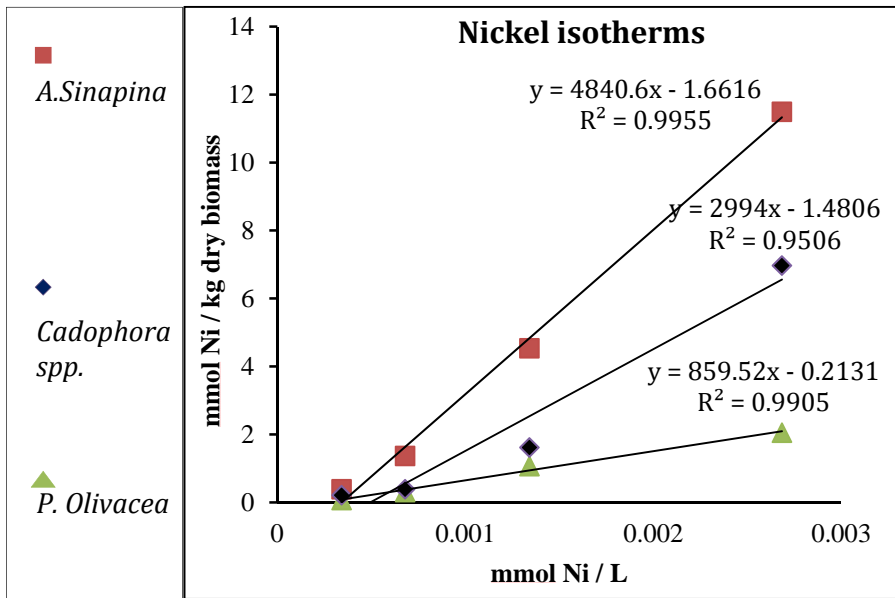 A.Sinapina
Cadophora
spp.
P. Olivacea
Nickel isotherms
mmol Ni / kg dry biomass
14
12
10
8
6
4
2
0
y = 4840.6x - 1.6616
R² = 0.9955
y = 2994x - 1.4806
R² = 0.9506
y = 859.52x - 0.2131
R² = 0.9905
0 0.001 0.002 0.003
mmol Ni / L